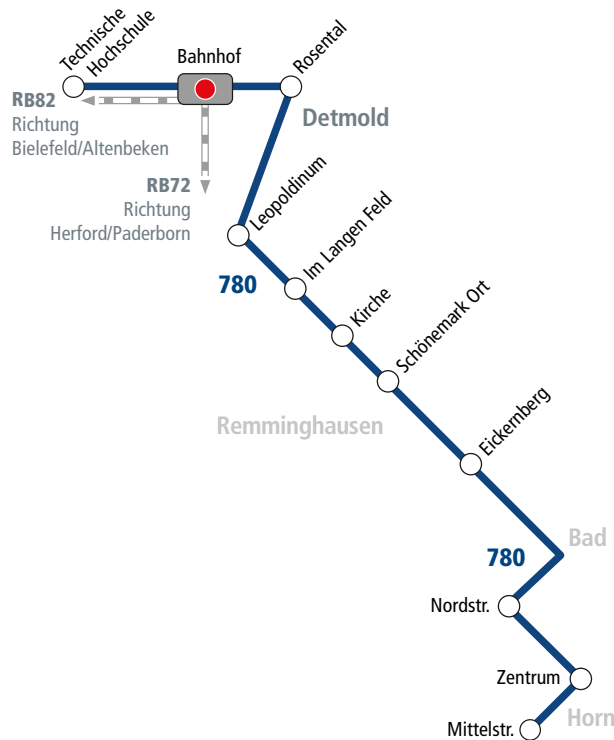 Technische
Hochschule
Bahnhof
Rosental
RB82
Richtung
Bielefeld/Altenbeken
Detmold
RB72
Richtung
Herford/Paderborn
Leopoldinum
780
Im Langen Feld
Kirche
Schönemark Ort
Remminghausen
Eickernberg
Bad
780
Nordstr.
Zentrum
Horn
Mittelstr.